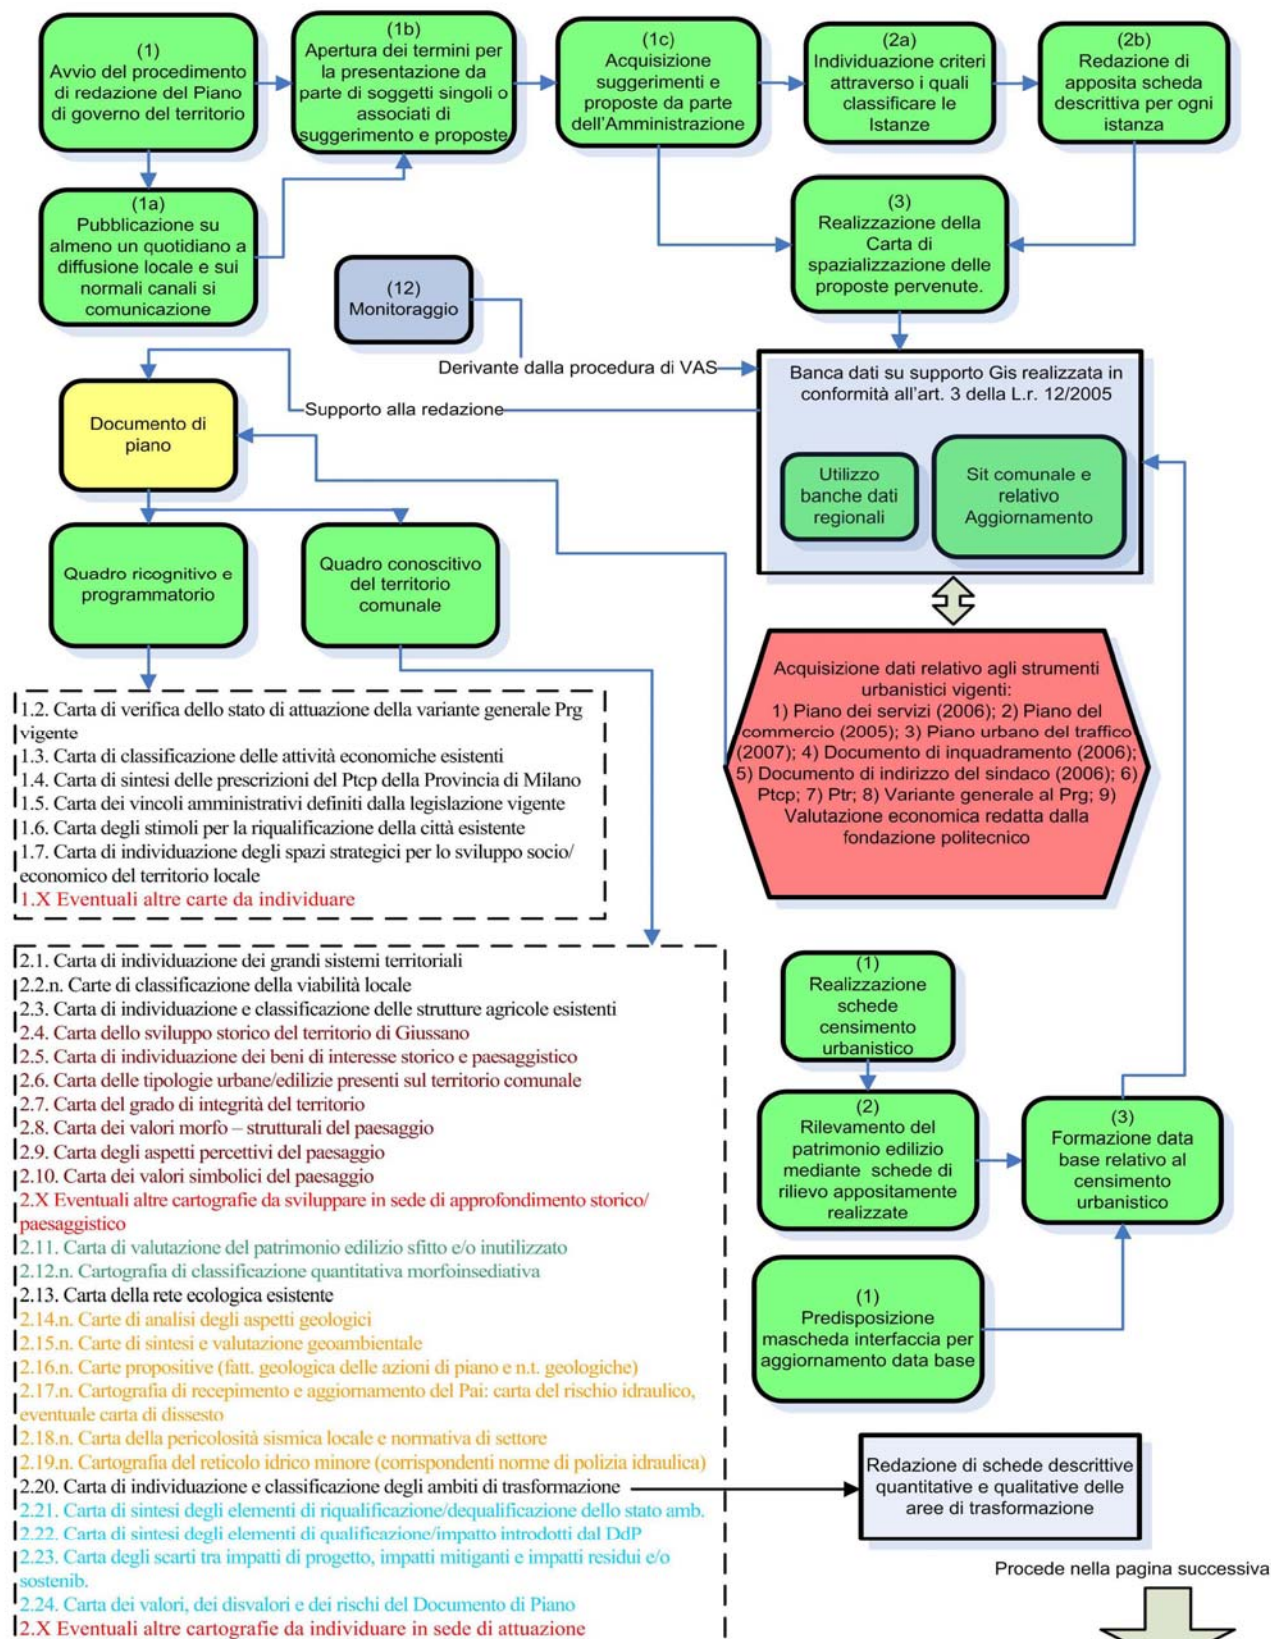 (1)
Avvio del procedimento
di redazione del Piano
di governo del territorio
(1b)
Apertura dei termini per
la presentazione da
parte di soggetti singoli o
associati di
suggerimento e proposte
(1c)
Acquisizione
suggerimenti e
proposte da parte
dell'Amministrazione
(2a)
Individuazione criteri
attraverso i quali
classificare le
Istanze
(2b)
Redazione di
apposita scheda
descrittiva per ogni
istanza
(1a)
Pubblicazione su
almeno un quotidiano a
diffusione locale e sui
normali canali si
comunicazione
(3)
Realizzazione della
Carta di
spazializzazione delle
proposte pervenute.
(12)
Monitoraggio
Derivante dalla procedura di VAS
Supporto alla redazione
Banca dati su supporto Gis realizzata in
conformità all'art. 3 della L.r. 12/2005
Utilizzo
banche dati
regionali
Sit comunale e
relativo
Aggiornamento
Documento di
piano
Quadro ricognitivo e
programmatorio
Quadro conoscitivo
del territorio
comunale
Acquisizione dati relativo agli strumenti
urbanistici vigenti:
1) Piano dei servizi (2006); 2) Piano del
commercio (2005); 3) Piano urbano del traffico
(2007); 4) Documento di inquadramento (2006);
5) Documento di indirizzo del sindaco (2006); 6)
Ptcp; 7) Ptr; 8) Variante generale al Prg; 9)
Valutazione economica redatta dalla
fondazione politecnico
1.2. Carta di verifica dello stato di attuazione della variante generale Prg
vigente
1.3. Carta di classificazione delle attività economiche esistenti
1.4. Carta di sintesi delle prescrizioni del Ptcp della Provincia di Milano
1.5. Carta dei vincoli amministrativi definiti dalla legislazione vigente
1.6. Carta degli stimoli per la riqualificazione della città esistente
1.7. Carta di individuazione degli spazi strategici per lo sviluppo socio/
economico del territorio locale
1.X Eventuali altre carte da individuare
2.1. Carta di individuazione dei grandi sistemi territoriali
2.2.n. Carte di classificazione della viabilità locale
2.3. Carta di individuazione e classificazione delle strutture agricole esistenti
2.4. Carta dello sviluppo storico del territorio di Giussano
2.5. Carta di individuazione dei beni di interesse storico e paesaggistico
2.6. Carta delle tipologie urbane/edilizie presenti sul territorio comunale
2.7. Carta del grado di integrità del territorio
2.8. Carta dei valori morfo – strutturali del paesaggio
2.9. Carta degli aspetti percettivi del paesaggio
2.10. Carta dei valori simbolici del paesaggio
2.X Eventuali altre cartografie da sviluppare in sede di approfondimento storico/
paesaggistico
2.11. Carta di valutazione del patrimonio edilizio sfitto e/o inutilizzato
2.12.n. Cartografia di classificazione quantitativa morfoinsediativa
2.13. Carta della rete ecologica esistente
2.14.n. Carte di analisi degli aspetti geologici
2.15.n. Carte di sintesi e valutazione geoambientale
2.16.n. Carte propositive (fatt. geologica delle azioni di piano e n.t. geologiche)
2.17.n. Cartografia di recepimento e aggiornamento del Pai: carta del rischio idraulico,
eventuale carta di dissesto
2.18.n. Carta della pericolosità sismica locale e normativa di settore
2.19.n. Cartografia del reticolo idrico minore (corrispondenti norme di polizia idraulica)
2.20. Carta di individuazione e classificazione degli ambiti di trasformazione
2.21. Carta di sintesi degli elementi di riqualificazione/dequalificazione dello stato amb.
2.22. Carta di sintesi degli elementi di qualificazione/impatto introdotti dal DdP
2.23. Carta degli scarti tra impatti di progetto, impatti mitiganti e impatti residui e/o
sostenib.
2.24. Carta dei valori, dei disvalori e dei rischi del Documento di Piano
2.X Eventuali altre cartografie da individuare in sede di attuazione
(1)
Realizzazione
schede
censimento
urbanistico
(2)
Rilevamento del
patrimonio edilizio
mediante schede di
rilievo appositamente
realizzate
(3)
Formazione data
base relativo al
censimento
urbanistico
(1)
Predisposizione
mascheda interfaccia per
aggiornamento data base
Redazione di schede descrittive
quantitative e qualitative delle
aree di trasformazione
Procede nella pagina successiva